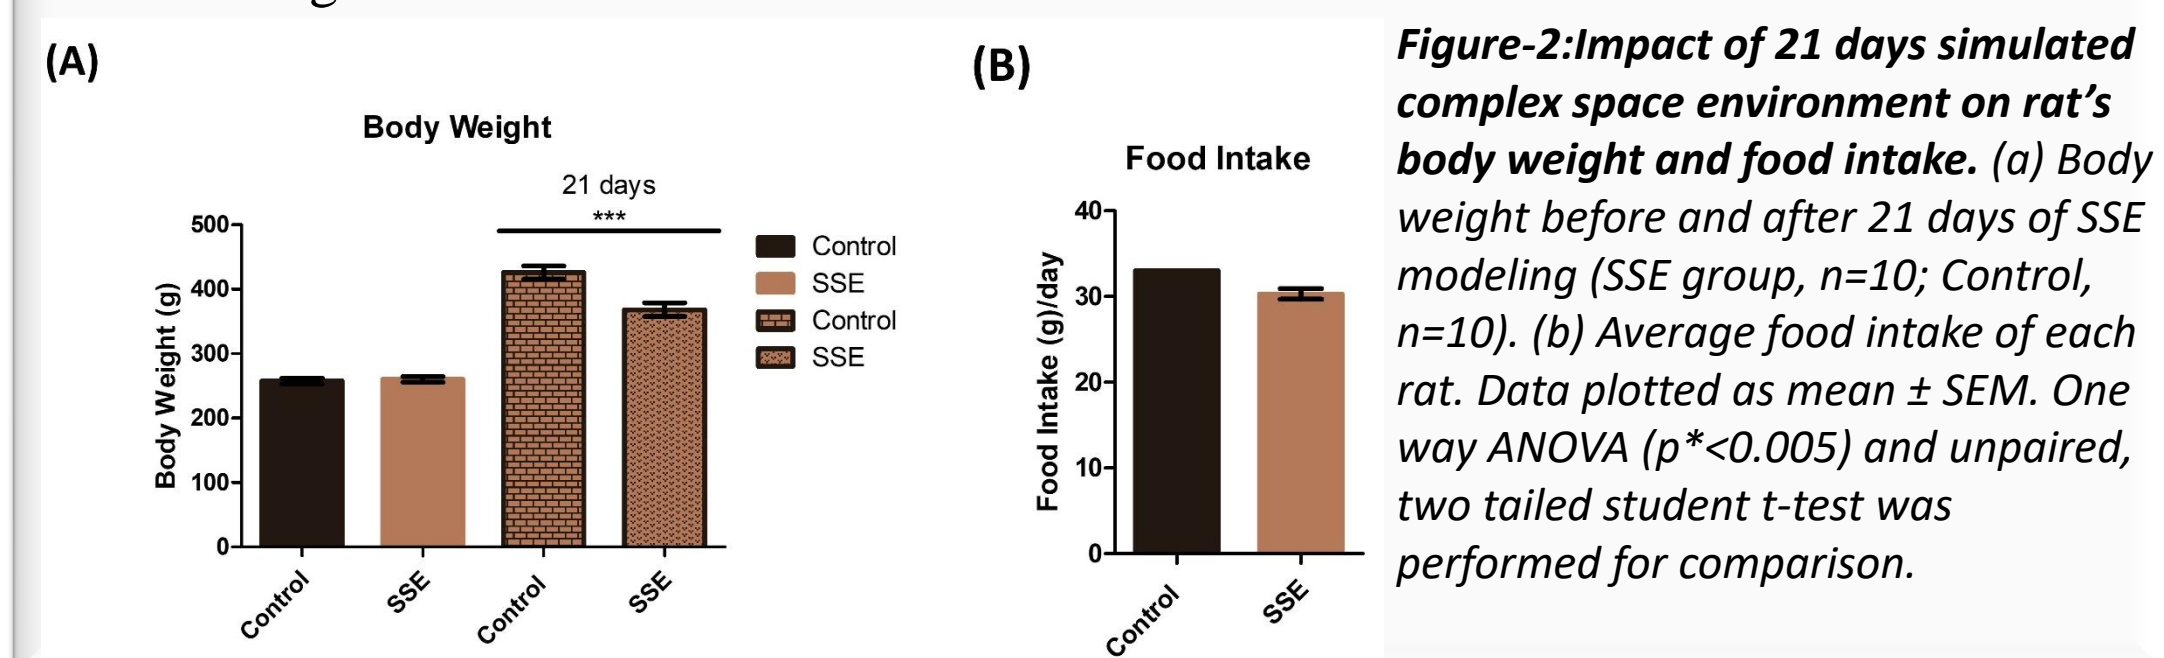 (A)
Body Weight
21 days
***
500
400
300
200
100
0
Body Weight (g)
Control
SSE
Control
SSE
Control
SSE
Control
SSE
(B)
Food Intake
40
30
20
10
0
Food Intake (g)/day
Control
SSE
Figure-2:Impact of 21 days simulated
complex space environment on rat’s
body weight and food intake. (a) Body
weight before and after 21 days of SSE
modeling (SSE group, n=10; Control,
n=10). (b) Average food intake of each
rat. Data plotted as mean ± SEM. One
way ANOVA (p*<0.005) and unpaired,
two tailed student t-test was
performed for comparison.